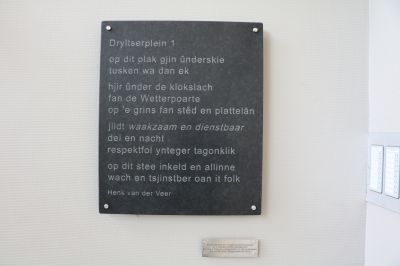 Dryltserplein 1
op dit plak gjin ûnderskie
tusken wa dan ek
hjir ûnder de klokslach
fan de Wetterpoarte
op 'e grins fan stêd en plattelân
jildt waakzaam en dienstbaar
dei en nacht
respektfol ynteger tagonklik
op dit stee inkeld en allinne
wach en tsjinstber oan it folk
Henk van der Veer